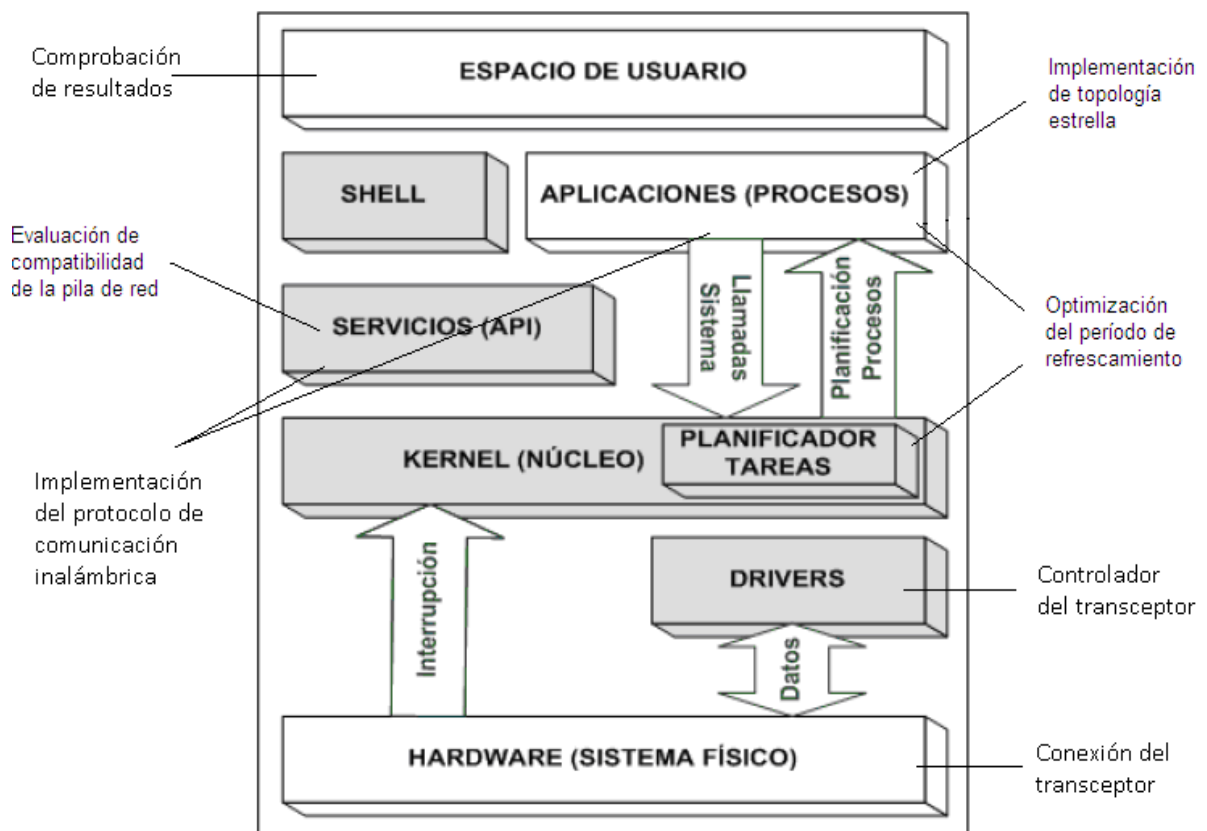 Comprobación
de resultados
ESPACIO DE USUARIO
Implementación
de topología
estrella
SHELL
APLICACIONES (PROCESOS)
Evaluación de
compatibilidad
de la pila de red
SERVICIOS (API)
Llamadas
Sistema
Planificación
Procesos
Optimización
del período de
refrescamiento
KERNEL (NÚCLEO)
PLANIFICADOR
TAREAS
Implementación
del protocolo de
comunicación
inalámbrica
Interrupción
DRIVERS
Controlador
del transceptor
Datos
HARDWARE (SISTEMA FÍSICO)
Conexión del
transceptor